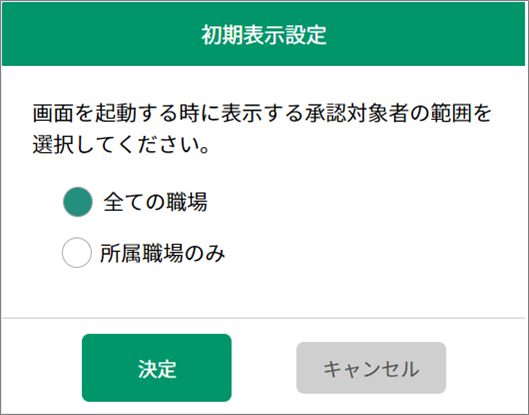 初期表示設定
画面を起動する時に表示する承認対象者の範囲を
選択してください。
全ての職場
所属職場のみ
決定
キャンセル